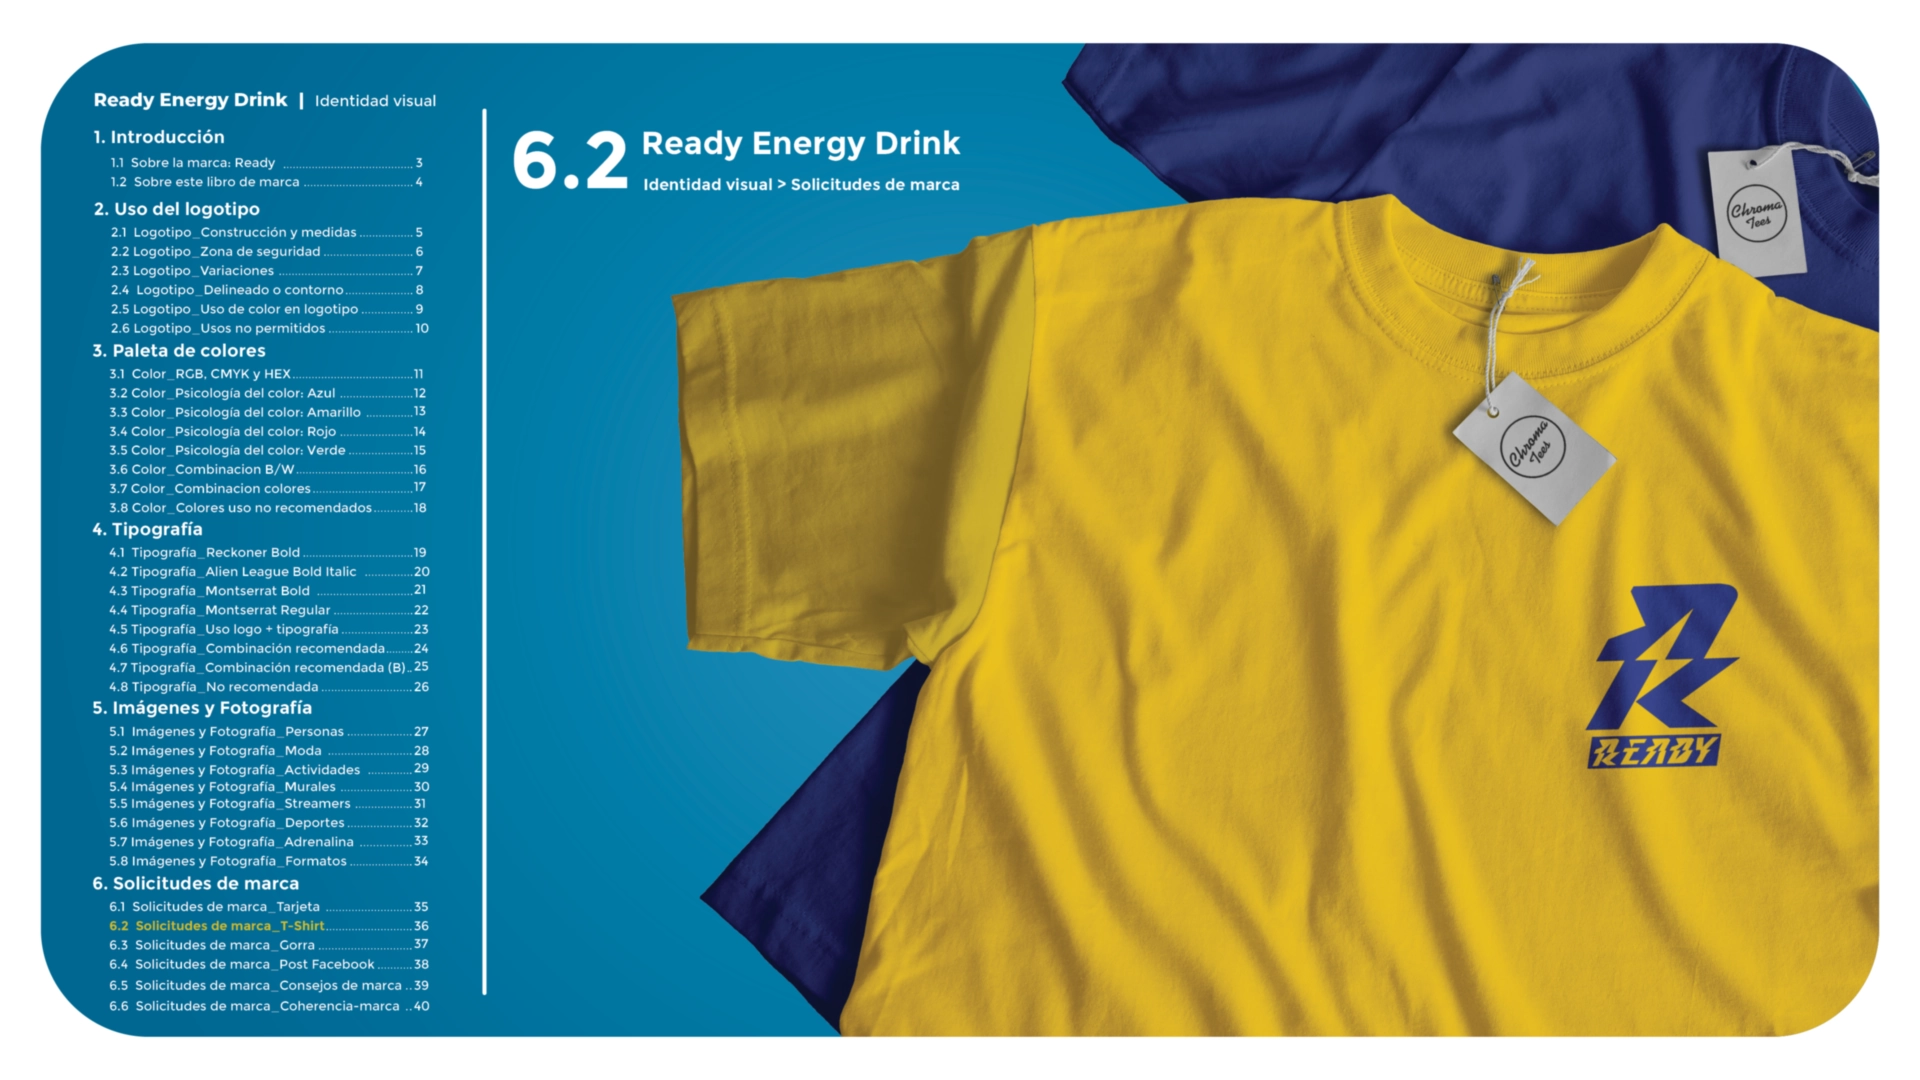 Ready Energy Drink | Identidad visual
1. Introducción
1.1 Sobre la marca: Ready ........ 3
1.2 Sobre este libro de marca ........ 4
2. Uso del logotipo
2.1 Logotipo_Construcción y medidas ........ 5
2.2 Logotipo_Zona de seguridad ........ 6
2.3 Logotipo_Variaciones ........ 7
2.4 Logotipo_Delineado o contorno ........ 8
2.5 Logotipo_Uso de color en logotipo ........ 9
2.6 Logotipo_Usos no permitidos ........ 10
3. Paleta de colores
3.1 Color_RGB, CMYK y HEX ........ 11
3.2 Color_Psicología del color: Azul ........ 12
3.3 Color_Psicología del color: Amarillo ........ 13
3.4 Color_Psicología del color: Rojo ........ 14
3.5 Color_Psicología del color: Verde ........ 15
3.6 Color_Combinacion B/W ........ 16
3.7 Color_Combinacion colores ........ 17
3.8 Color_Colores uso no recomendados ........ 18
4. Tipografía
4.1 Tipografía_Reckoner Bold ........ 19
4.2 Tipografía_Alien League Bold Italic ........ 20
4.3 Tipografía_Montserrat Bold ........ 21
4.4 Tipografía_Montserrat Regular ........ 22
4.5 Tipografía_Uso logo + tipografía ........ 23
4.6 Tipografía_Combinación recomendada ........ 24
4.7 Tipografía_Combinación recomendada (B) .. 25
4.8 Tipografía_No recomendada ........ 26
5. Imágenes y Fotografía
5.1 Imágenes y Fotografía_Personas ........ 27
5.2 Imágenes y Fotografía_Moda ........ 28
5.3 Imágenes y Fotografía_Actividades ........ 29
5.4 Imágenes y Fotografía_Murales ........ 30
5.5 Imágenes y Fotografía_Streamers ........ 31
5.6 Imágenes y Fotografía_Deportes ........ 32
5.7 Imágenes y Fotografía_Adrenalina ........ 33
5.8 Imágenes y Fotografía_Formatos ........ 34
6. Solicitudes de marca
6.1 Solicitudes de marca_Tarjeta ........ 35
6.2 Solicitudes de marca_T-Shirt ........ 36
6.3 Solicitudes de marca_Gorra ........ 37
6.4 Solicitudes de marca_Post Facebook ........ 38
6.5 Solicitudes de marca_Consejos de marca .. 39
6.6 Solicitudes de marca_Coherencia-marca .. 40
6.2 Ready Energy Drink
Identidad visual > Solicitudes de marca
Chroma
Tees
Chroma
Tees
READY